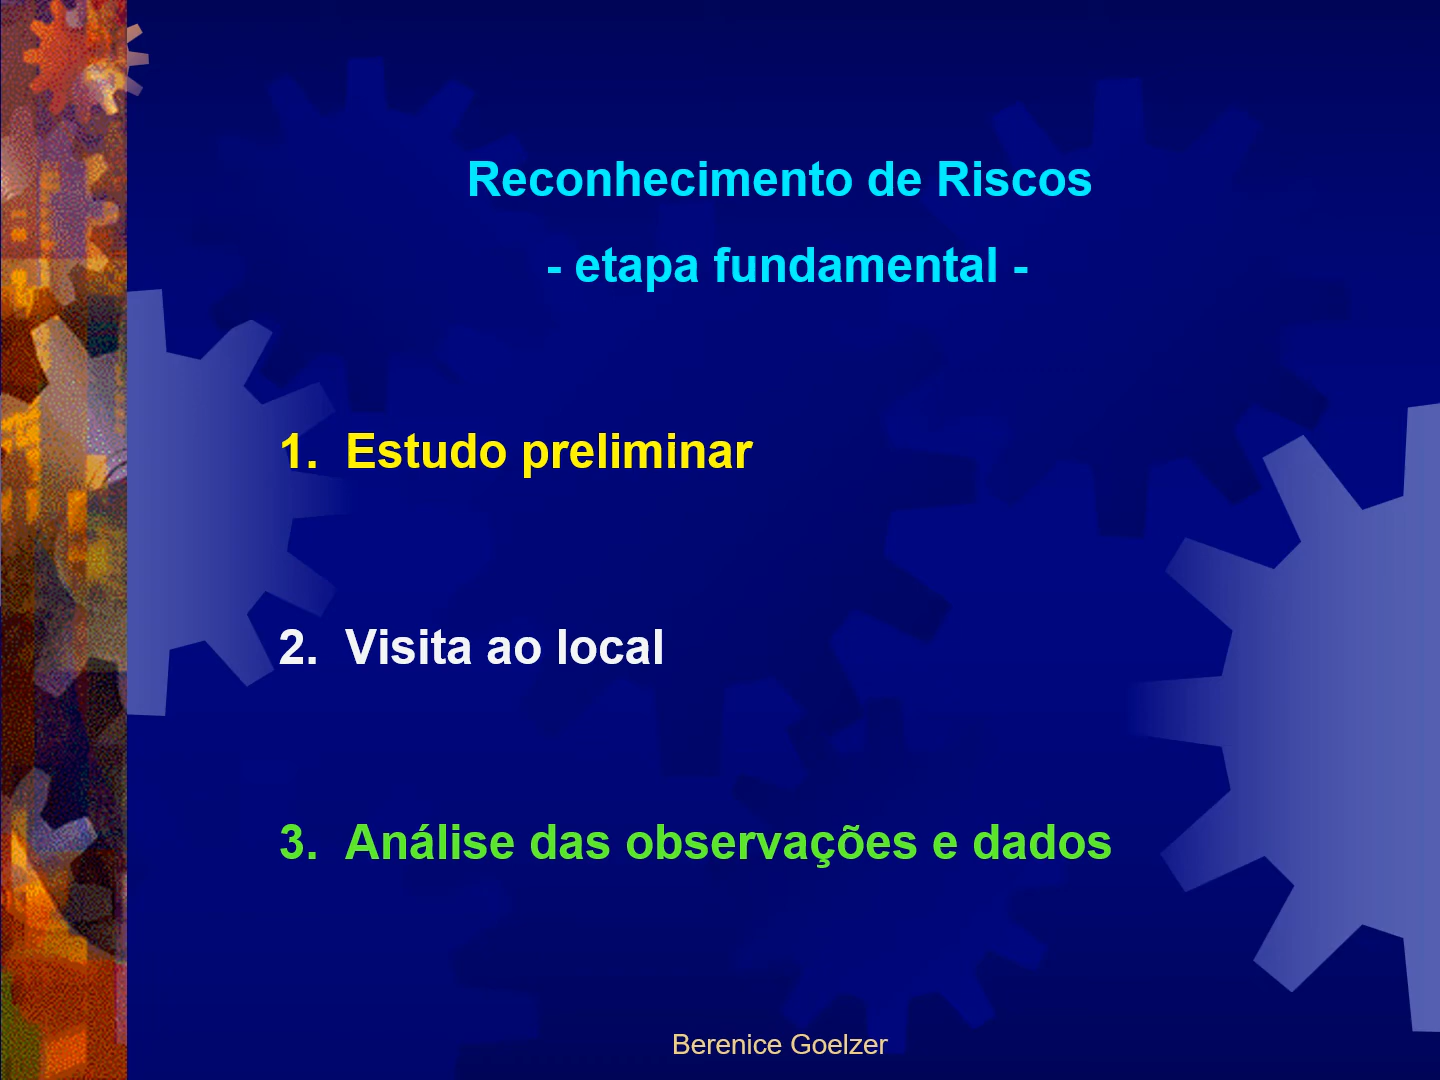 Reconhecimento de Riscos
- etapa fundamental -
1. Estudo preliminar
2. Visita ao local
3. Análise das observações e dados
Berenice Goelzer